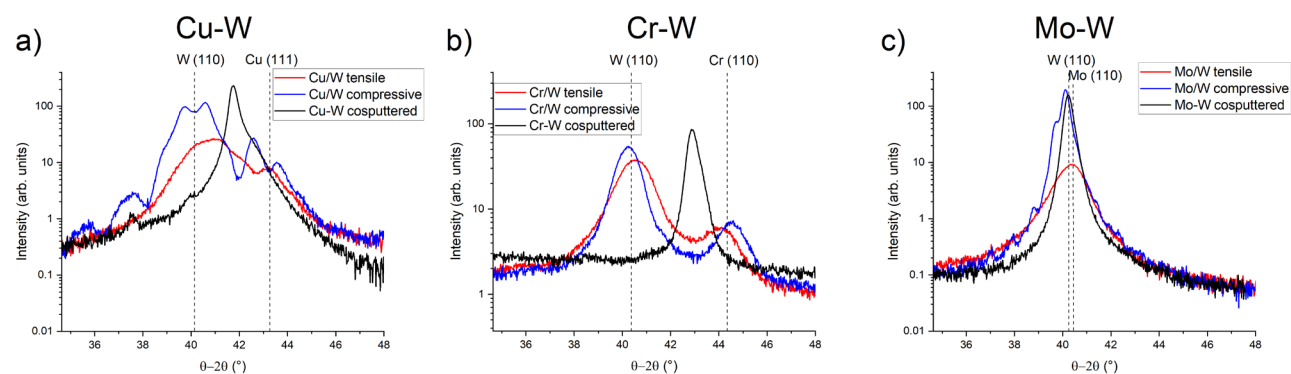 Cu-W
a)
W (110)
Cu (111)
Cu/W tensile
Cu/W compressive
Cu-W cosputtered
Intensity (arb. units)
100
10
1
0.1
0.01
36
38
40
42
44
46
48
θ–2θ (°)
Cr-W
b)
W (110)
Cr (110)
Cr/W tensile
Cr/W compressive
Cr-W cosputtered
Intensity (arb. units)
100
10
1
36
38
40
42
44
46
48
θ–2θ (°)
Mo-W
c)
W (110)
Mo (110)
Mo/W tensile
Mo/W compressive
Mo-W cosputtered
Intensity (arb. units)
100
10
1
0.1
0.01
36
38
40
42
44
46
48
θ–2θ (°)